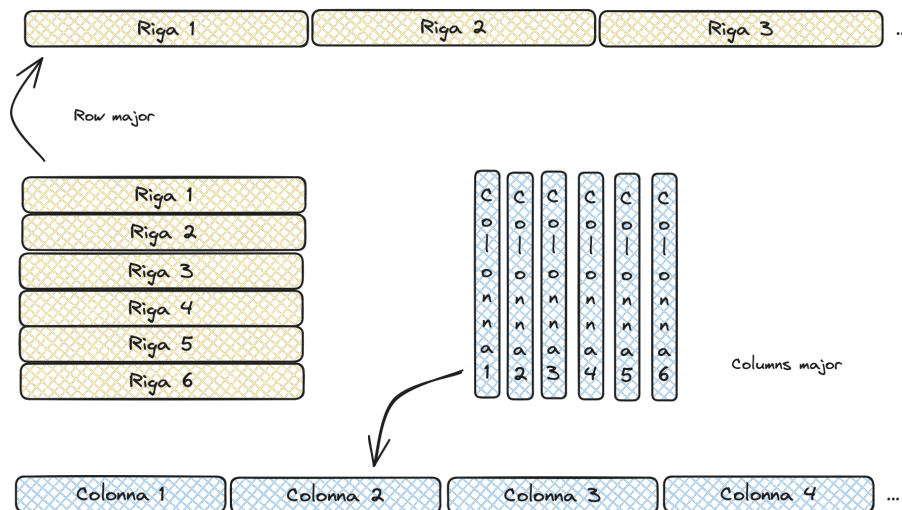 Riga 1
Riga 2
Riga 3
...
Row major
Riga 1
Riga 2
Riga 3
Riga 4
Riga 5
Riga 6
Colonna 1
Colonna 2
Colonna 3
Colonna 4
Colonna 5
Colonna 6
Columns major
Colonna 1
Colonna 2
Colonna 3
Colonna 4
...